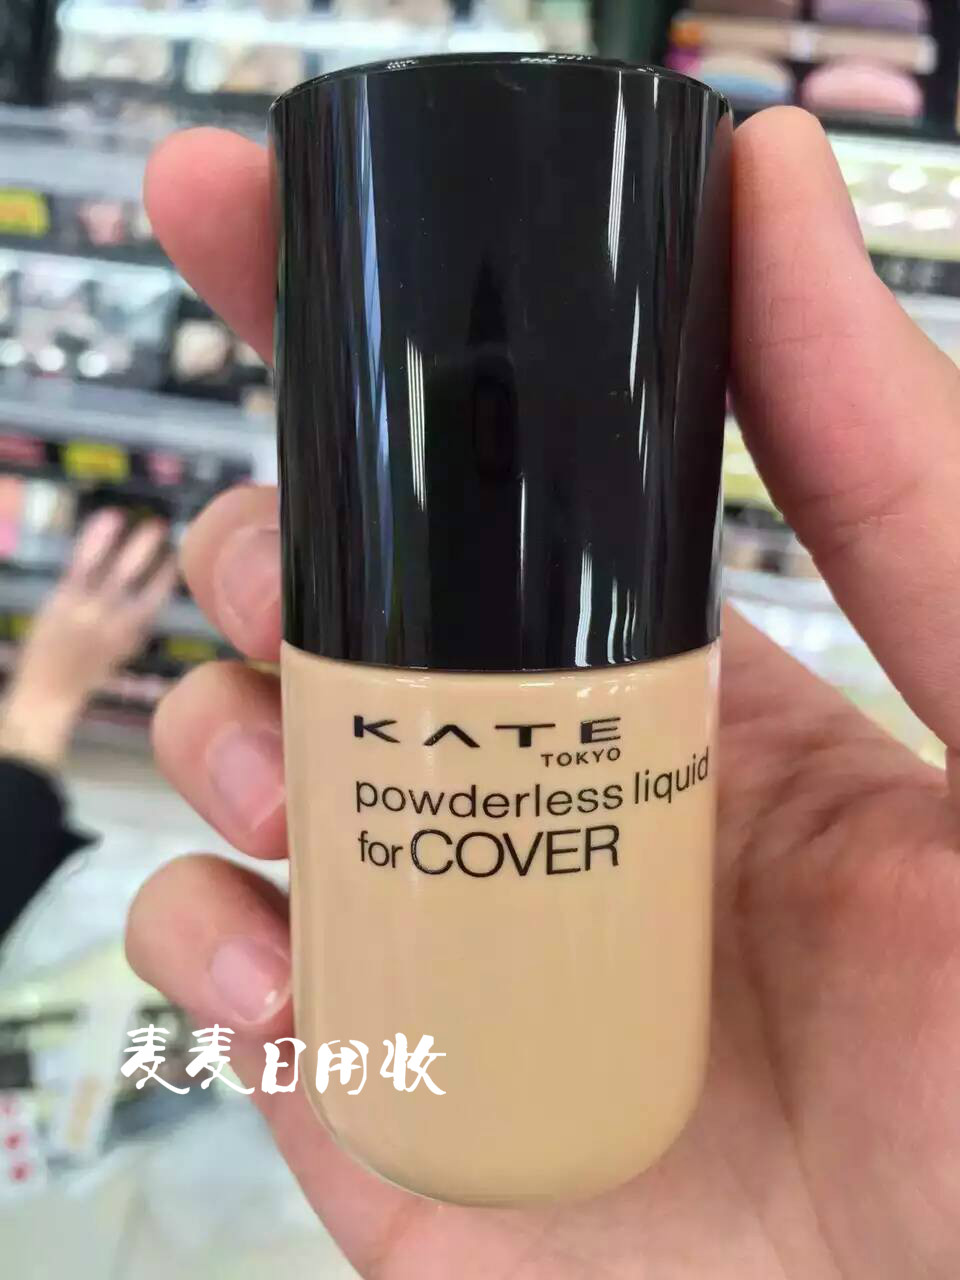 KATE
TOKYO
powderless liquid
for COVER
麦麦日用妆